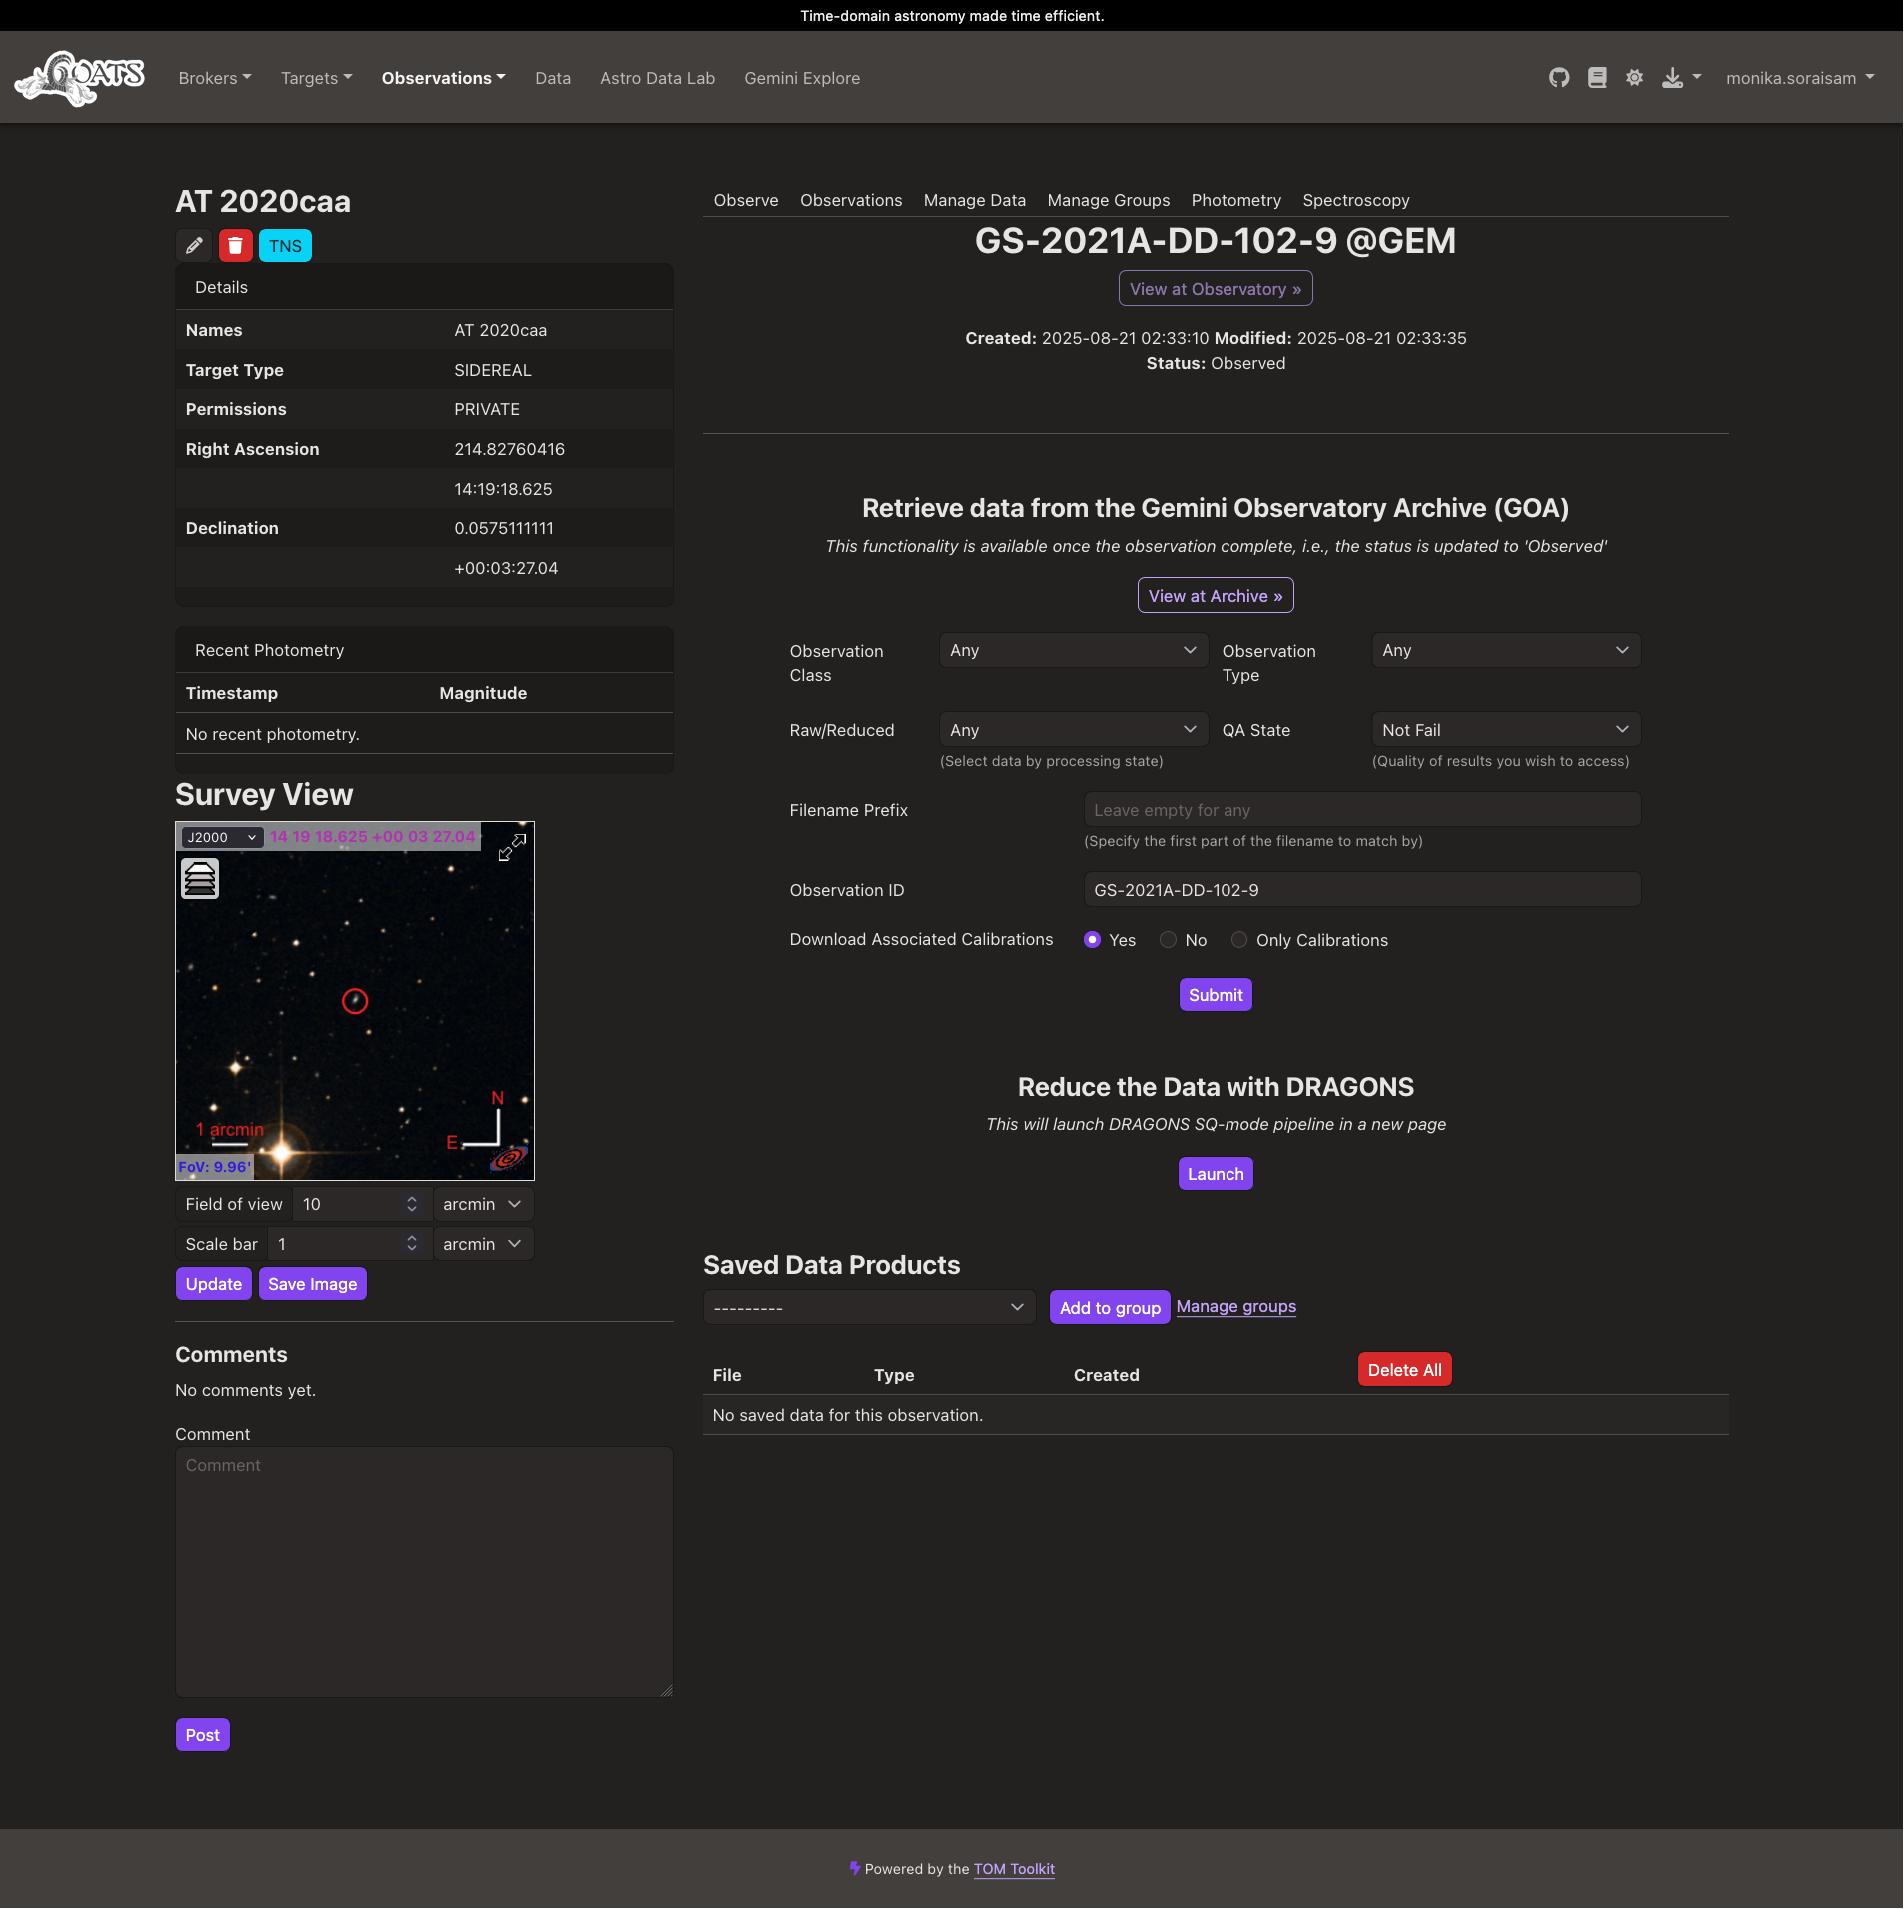 Time-domain astronomy made time efficient.
GOATS
Brokers Targets Observations Data Astro Data Lab Gemini Explore monika.soraisam
AT 2020caa
TNS
Details
Names AT 2020caa
Target Type SIDEREAL
Permissions PRIVATE
Right Ascension 214.82760416
14:19:18.625
Declination 0.0575111111
+00:03:27.04
Recent Photometry
Timestamp Magnitude
No recent photometry.
Survey View
J2000 14 19 18.625 +00 03 27.04
N
1 arcmin
E
FoV: 9.96'
Field of view 10 arcmin
Scale bar 1 arcmin
Update Save Image
Comments
No comments yet.
Comment
Comment
Post
Observe Observations Manage Data Manage Groups Photometry Spectroscopy
GS-2021A-DD-102-9 @GEM
View at Observatory »
Created: 2025-08-21 02:33:10 Modified: 2025-08-21 02:33:35
Status: Observed
Retrieve data from the Gemini Observatory Archive (GOA)
This functionality is available once the observation complete, i.e., the status is updated to 'Observed'
View at Archive »
Observation Class Any Observation Type Any
Raw/Reduced Any QA State Not Fail
(Select data by processing state) (Quality of results you wish to access)
Filename Prefix Leave empty for any
(Specify the first part of the filename to match by)
Observation ID GS-2021A-DD-102-9
Download Associated Calibrations Yes No Only Calibrations
Submit
Reduce the Data with DRAGONS
This will launch DRAGONS SQ-mode pipeline in a new page
Launch
Saved Data Products
--------- Add to group Manage groups
File Type Created Delete All
No saved data for this observation.
Powered by the TOM Toolkit